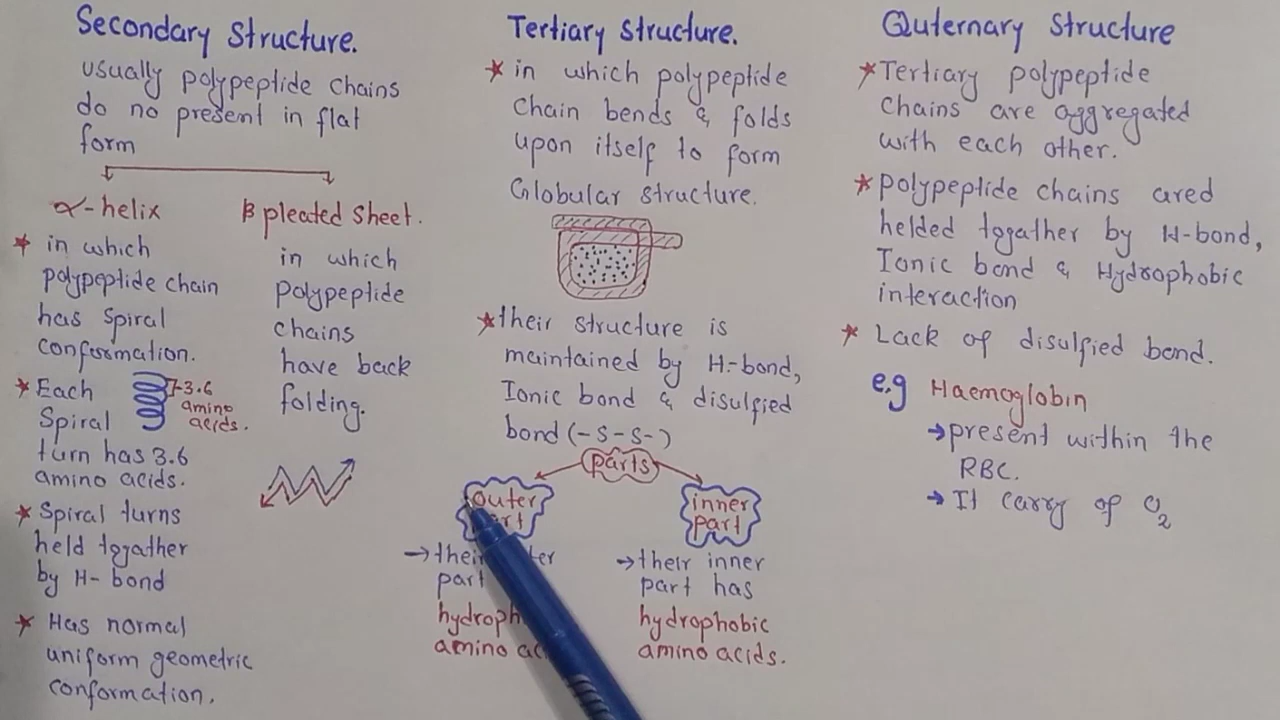 Secondary Structure.
usually polypeptide chains
do no present in flat
form
α-helix
* in which
polypeptide chain
has spiral
conformation.
* Each
Spiral
turn has 3.6
amino acids.
3.6
amino
acids.
* Spiral turns
held togather
by H-bond
* Has normal
uniform geometric
conformation.
β pleated sheet.
in which
polypeptide
chains
have back
folding.
Tertiary Structure.
* in which polypeptide
chain bends & folds
upon itself to form
Globular structure.
* their structure is
maintained by H-bond,
Ionic bond & disulfied
bond (-S-S-)
parts
outer
→ their
part
amino
inner
part
→ their inner
part has
hydrophobic
amino acids.
Quternary Structure
* Tertiary polypeptide
chains are aggregated
with each other.
* polypeptide chains ared
helded togather by H-bond,
Ionic bond & Hydrophobic
interaction
* Lack of disulfied bond.
e.g Haemoglobin
→ present within the
RBC.
→ It carry of O₂